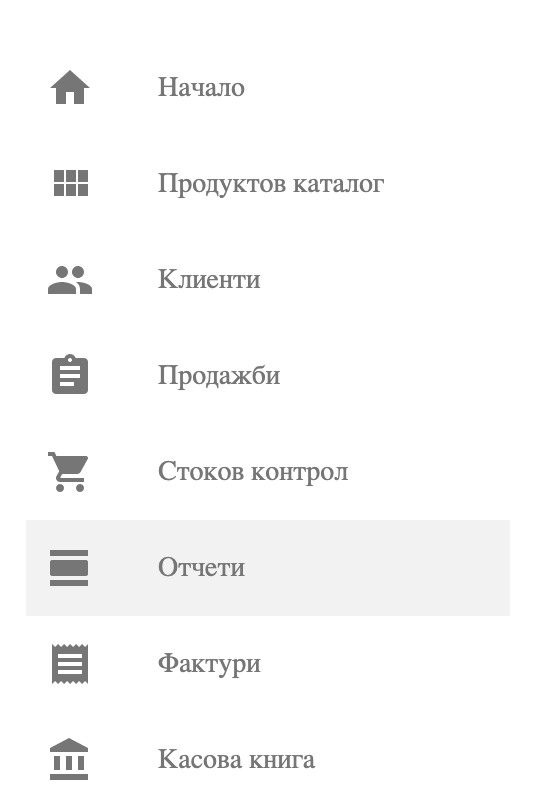 Начало
Продуктов каталог
Клиенти
Продажби
Стоков контрол
Отчети
Фактури
Касова книга